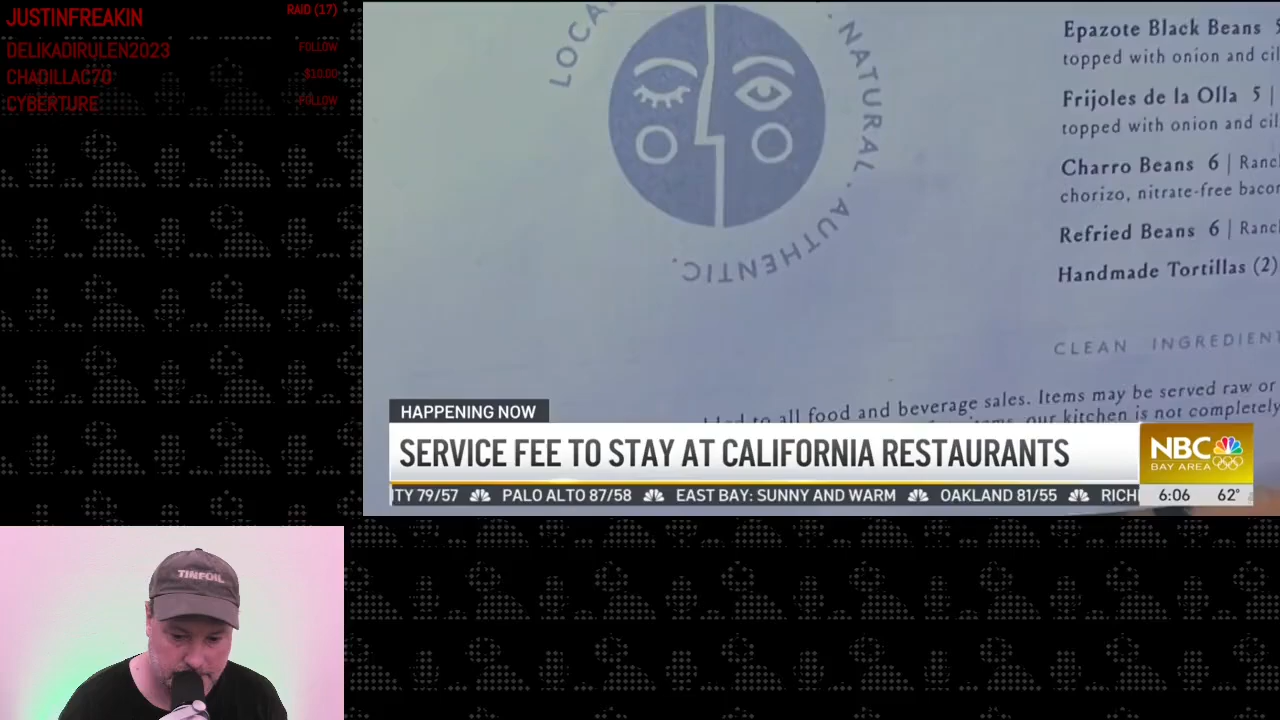 JUSTINFREAKIN RAID (17)
DELIKADIRULEN2023 FOLLOW
CHADILLAC70 $10.00
CYBERTURE FOLLOW
NATURAL · AUTHENTIC.
Epazote Black Beans
topped with onion and
Frijoles de la Olla 5 |
topped with onion and
Charro Beans 6 |
chorizo, nitrate-free
Refried Beans 6 |
Handmade Tortillas (2)
CLEAN
to all food and beverage sales. Items may be served raw or
our kitchen is not completely
HAPPENING NOW
SERVICE FEE TO STAY AT CALIFORNIA RESTAURANTS
NBC
BAY AREA
79/57 PALO ALTO 87/58 EAST BAY: SUNNY AND WARM OAKLAND 81/55
6:06 62°
TINFOIL